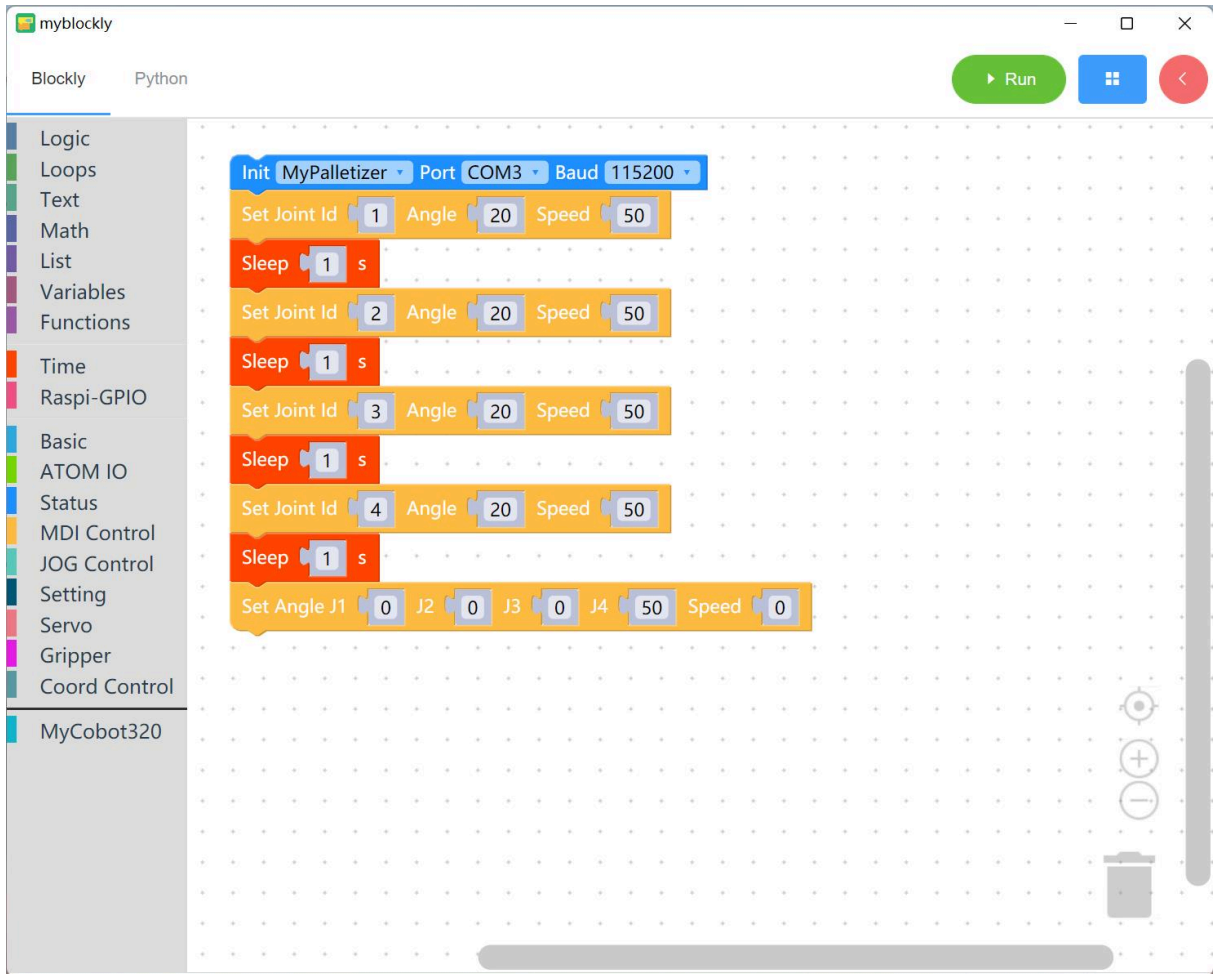 myblockly
Blockly Python Run
Logic
Loops
Text
Math
List
Variables
Functions
Time
Raspi-GPIO
Basic
ATOM IO
Status
MDI Control
JOG Control
Setting
Servo
Gripper
Coord Control
MyCobot320
Init MyPalletizer Port COM3 Baud 115200
Set Joint Id 1 Angle 20 Speed 50
Sleep 1 s
Set Joint Id 2 Angle 20 Speed 50
Sleep 1 s
Set Joint Id 3 Angle 20 Speed 50
Sleep 1 s
Set Joint Id 4 Angle 20 Speed 50
Sleep 1 s
Set Angle J1 0 J2 0 J3 0 J4 50 Speed 0